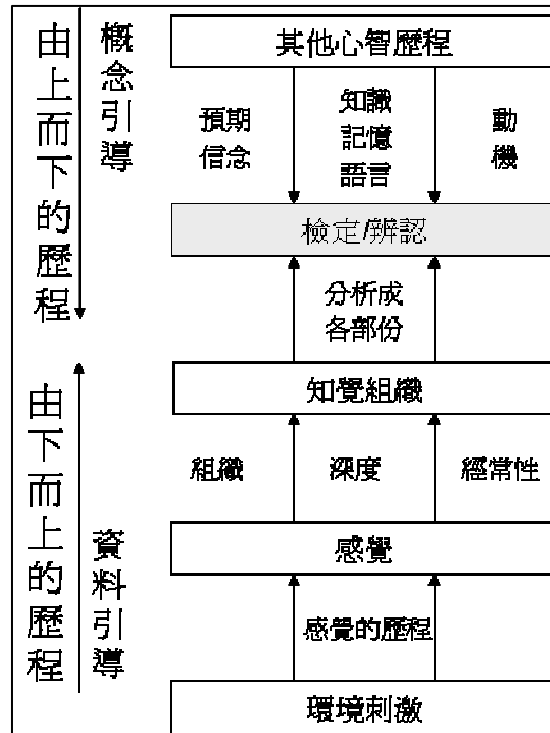 由上而下的歷程
概念引導
其他心智歷程
預期
信念
知識
記憶
語言
動
機
檢定/辨認
分析成
各部份
知覺組織
由下而上的歷程
資料引導
組織
深度
經常性
感覺
感覺的歷程
環境刺激